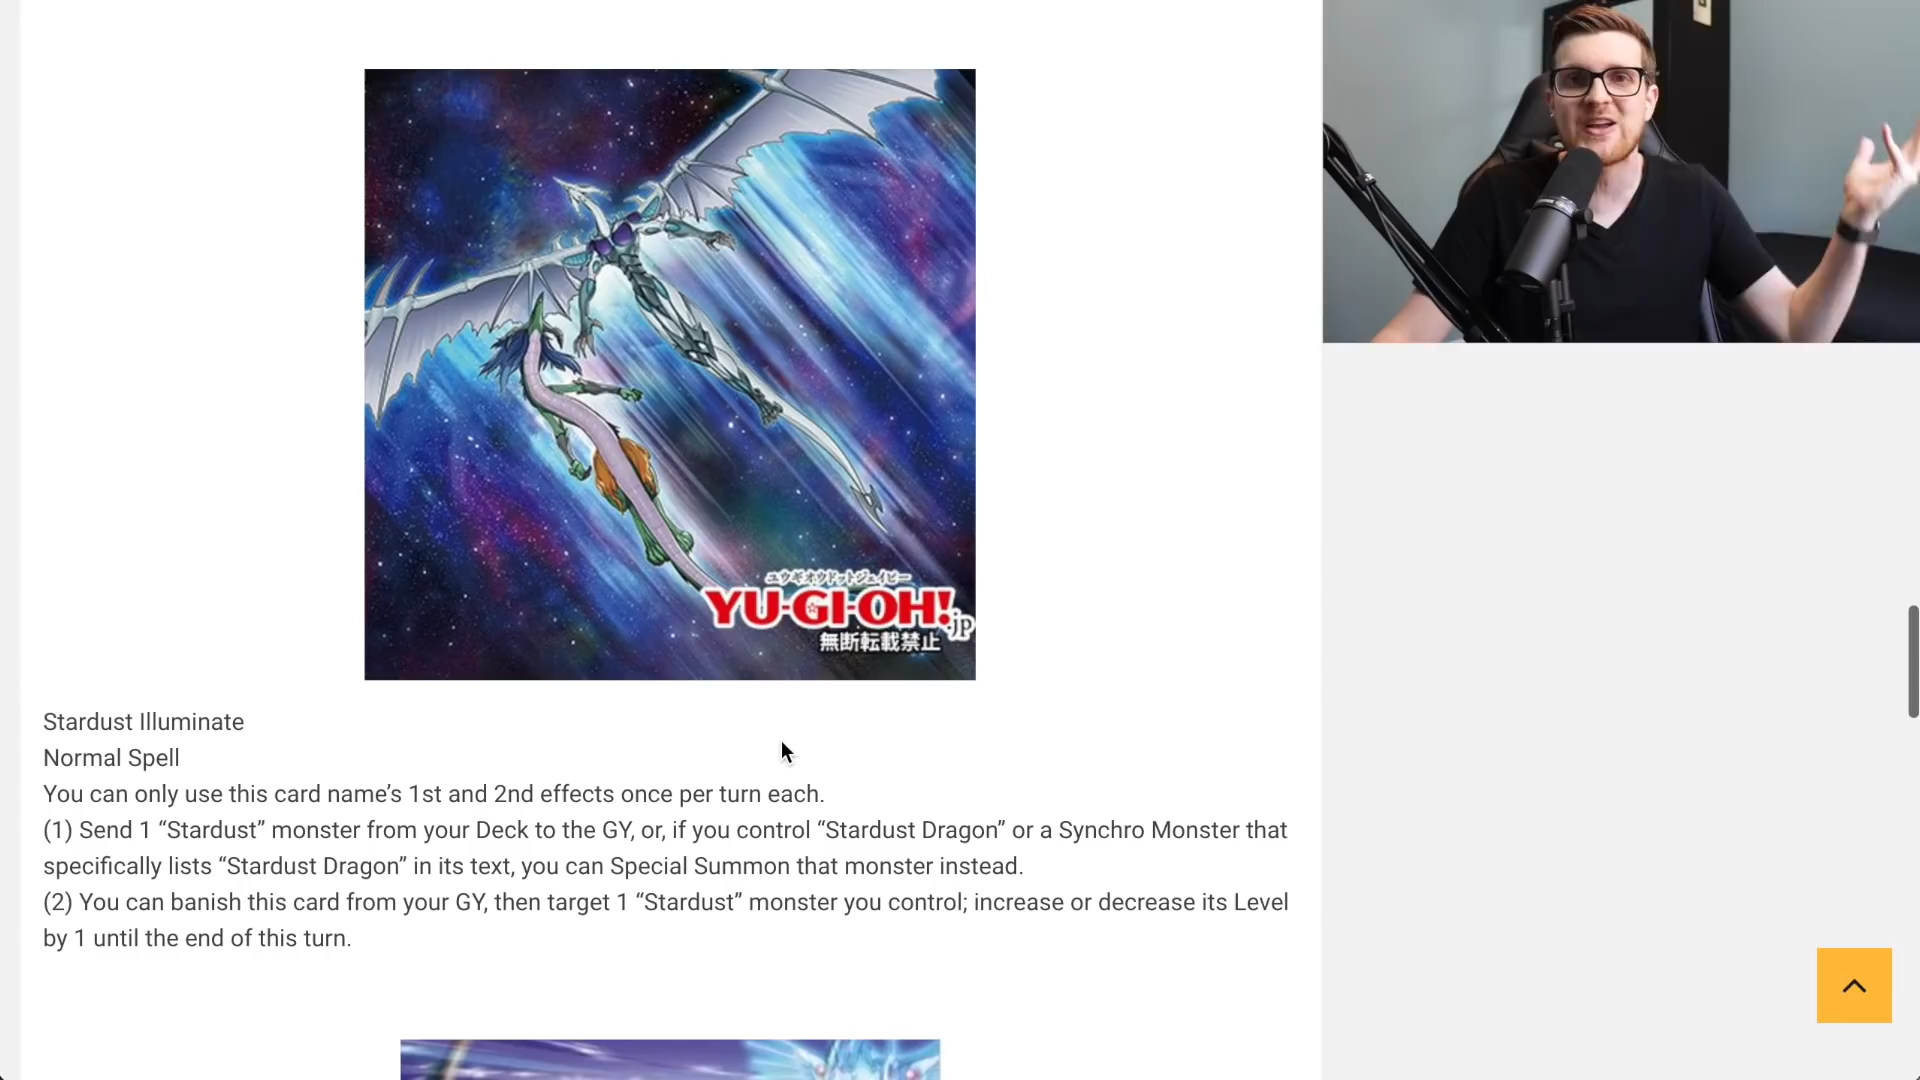 ユウギオウドットジェイピー
YU-GI-OH!.jp
無断転載禁止
Stardust Illuminate
Normal Spell
You can only use this card name’s 1st and 2nd effects once per turn each.
(1) Send 1 “Stardust” monster from your Deck to the GY, or, if you control “Stardust Dragon” or a Synchro Monster that
specifically lists “Stardust Dragon” in its text, you can Special Summon that monster instead.
(2) You can banish this card from your GY, then target 1 “Stardust” monster you control; increase or decrease its Level
by 1 until the end of this turn.